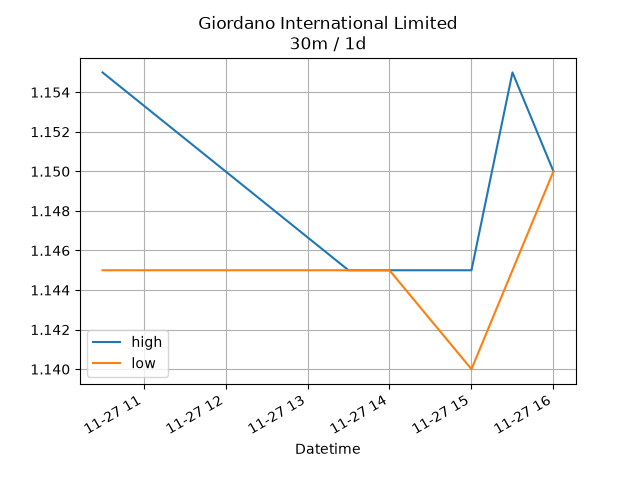 Giordano International Limited
30m / 1d
1.154
1.152
1.150
1.148
1.146
1.144
1.142
1.140
high
low
11-27 11
11-27 12
11-27 13
11-27 14
11-27 15
11-27 16
Datetime